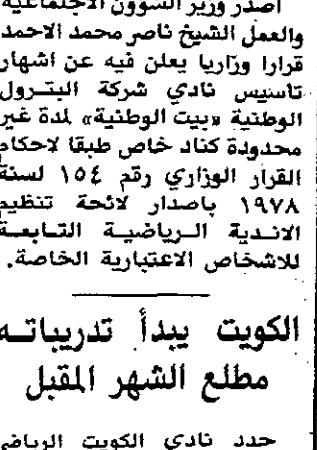 اصدر وزير الشؤون الاجتماعية
والعمل الشيخ ناصر محمد الاحمد
قرارا وزاريا يعلن فيه عن اشهار
تاسيس نادي شركة البترول
الوطنية «بيت الوطنية» لمدة غير
محدودة كناد خاص طبقا لاحكام
القرار الوزاري رقم ١٥٤ لسنة
١٩٧٨ باصدار لائحة تنظيم
الاندية الرياضية التابعة
للاشخاص الاعتبارية الخاصة.
الكويت يبدأ تدريباته
مطلع الشهر المقبل
حدد نادي الكويت الرياضي